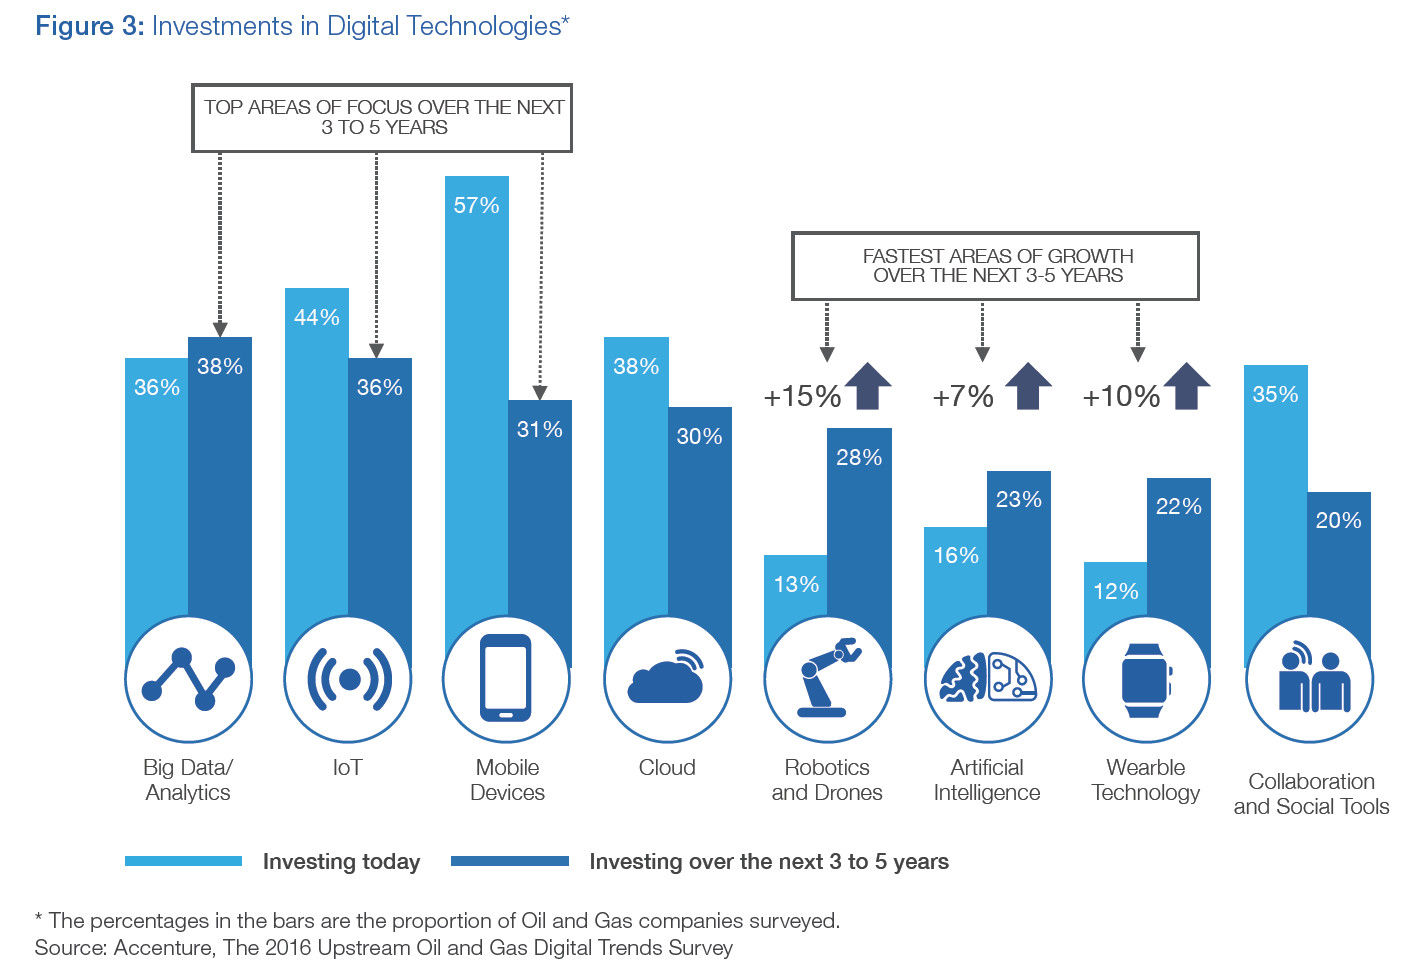 Figure 3: Investments in Digital Technologies*
TOP AREAS OF FOCUS OVER THE NEXT
3 TO 5 YEARS
FASTEST AREAS OF GROWTH
OVER THE NEXT 3-5 YEARS
36%
38%
44%
36%
57%
31%
38%
30%
+15%
13%
28%
+7%
16%
23%
+10%
12%
22%
35%
20%
Big Data/
Analytics
IoT
Mobile
Devices
Cloud
Robotics
and Drones
Artificial
Intelligence
Wearble
Technology
Collaboration
and Social Tools
Investing today
Investing over the next 3 to 5 years
* The percentages in the bars are the proportion of Oil and Gas companies surveyed.
Source: Accenture, The 2016 Upstream Oil and Gas Digital Trends Survey